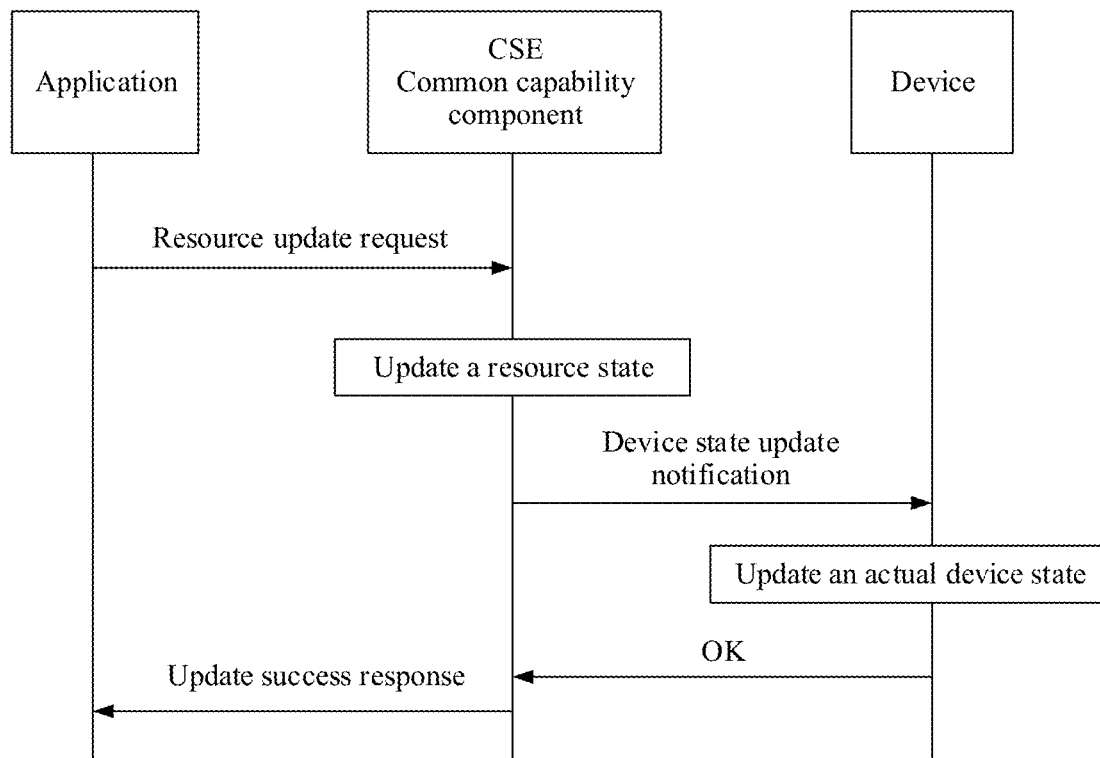 Application
CSE
Common capability
component
Device
Resource update request
Update a resource state
Device state update
notification
Update an actual device state
OK
Update success response